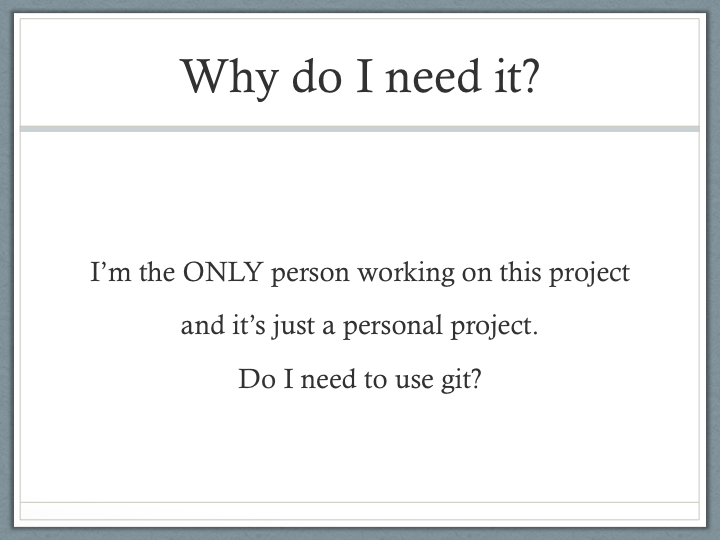 Why do I need it?
I’m the ONLY person working on this project
and it’s just a personal project.
Do I need to use git?